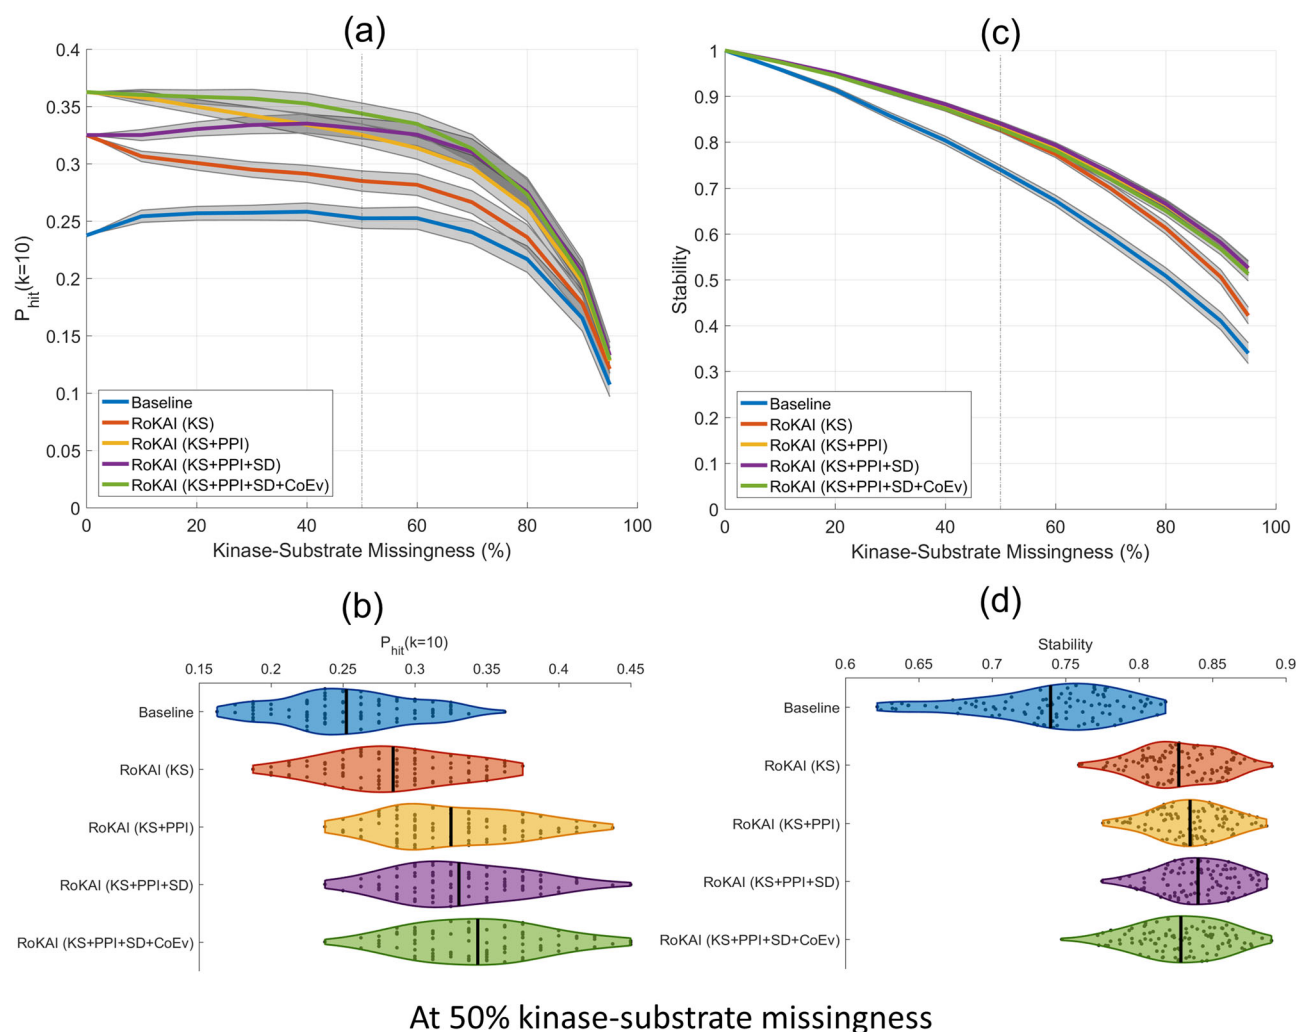 (a)
0.4
0.35
0.3
0.25
0.2
0.15
0.1
0.05
0
P_hit(k=10)
Baseline
RoKAI (KS)
RoKAI (KS+PPI)
RoKAI (KS+PPI+SD)
RoKAI (KS+PPI+SD+CoEv)
0 20 40 60 80 100
Kinase-Substrate Missingness (%)
(c)
1
0.9
0.8
0.7
0.6
0.5
0.4
0.3
0.2
0.1
0
Stability
Baseline
RoKAI (KS)
RoKAI (KS+PPI)
RoKAI (KS+PPI+SD)
RoKAI (KS+PPI+SD+CoEv)
0 20 40 60 80 100
Kinase-Substrate Missingness (%)
(b)
P_hit(k=10)
0.15 0.2 0.25 0.3 0.35 0.4 0.45
Baseline
RoKAI (KS)
RoKAI (KS+PPI)
RoKAI (KS+PPI+SD)
RoKAI (KS+PPI+SD+CoEv)
(d)
Stability
0.6 0.65 0.7 0.75 0.8 0.85 0.9
Baseline
RoKAI (KS)
RoKAI (KS+PPI)
RoKAI (KS+PPI+SD)
RoKAI (KS+PPI+SD+CoEv)
At 50% kinase-substrate missingness